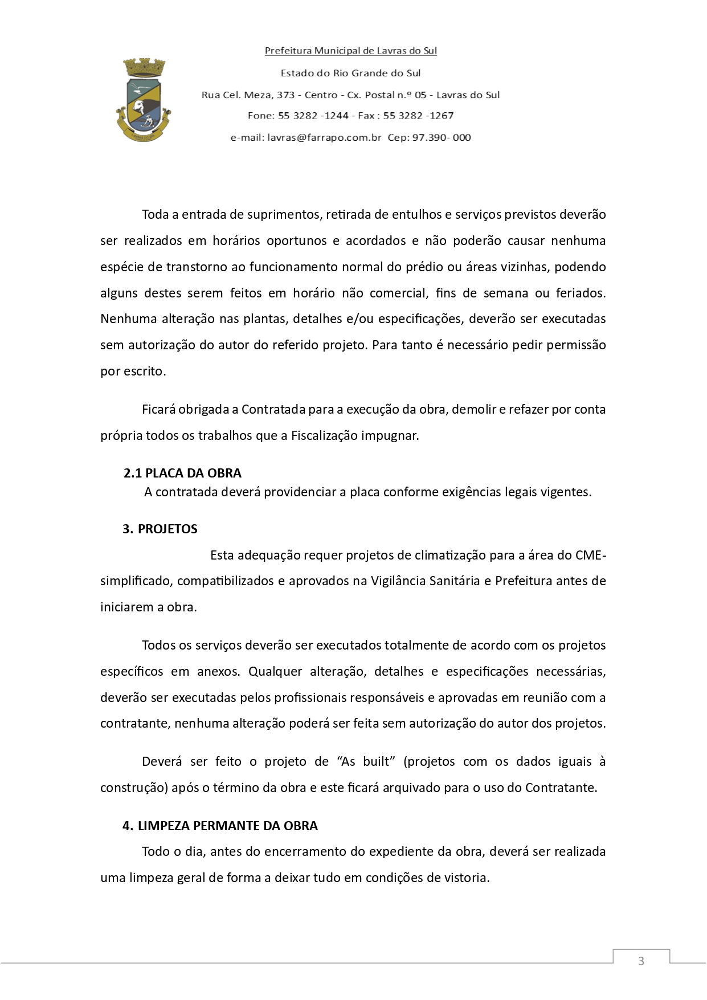 Prefeitura Municipal de Lavras do Sul
Estado do Rio Grande do Sul
Rua Cel. Meza, 373 - Centro - Cx. Postal n.º 05 - Lavras do Sul
Fone: 55 3282 -1244 - Fax : 55 3282 -1267
e-mail: lavras@farrapo.com.br Cep: 97.390- 000
LAVRAS DO SUL
Toda a entrada de suprimentos, retirada de entulhos e serviços previstos deverão
ser realizados em horários oportunos e acordados e não poderão causar nenhuma
espécie de transtorno ao funcionamento normal do prédio ou áreas vizinhas, podendo
alguns destes serem feitos em horário não comercial, fins de semana ou feriados.
Nenhuma alteração nas plantas, detalhes e/ou especificações, deverão ser executadas
sem autorização do autor do referido projeto. Para tanto é necessário pedir permissão
por escrito.
Ficará obrigada a Contratada para a execução da obra, demolir e refazer por conta
própria todos os trabalhos que a Fiscalização impugnar.
2.1 PLACA DA OBRA
A contratada deverá providenciar a placa conforme exigências legais vigentes.
3. PROJETOS
Esta adequação requer projetos de climatização para a área do CME-
simplificado, compatibilizados e aprovados na Vigilância Sanitária e Prefeitura antes de
iniciarem a obra.
Todos os serviços deverão ser executados totalmente de acordo com os projetos
específicos em anexos. Qualquer alteração, detalhes e especificações necessárias,
deverão ser executadas pelos profissionais responsáveis e aprovadas em reunião com a
contratante, nenhuma alteração poderá ser feita sem autorização do autor dos projetos.
Deverá ser feito o projeto de “As built” (projetos com os dados iguais à
construção) após o término da obra e este ficará arquivado para o uso do Contratante.
4. LIMPEZA PERMANTE DA OBRA
Todo o dia, antes do encerramento do expediente da obra, deverá ser realizada
uma limpeza geral de forma a deixar tudo em condições de vistoria.
3